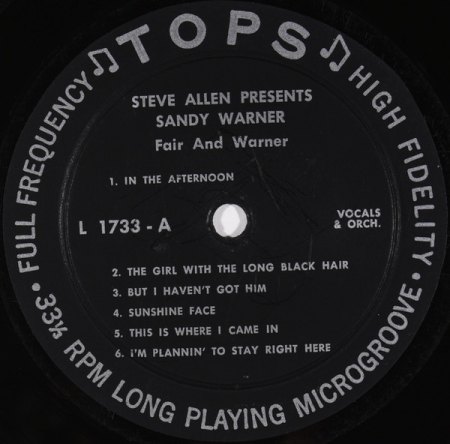 ♫TOPS♫
STEVE ALLEN PRESENTS
SANDY WARNER
Fair And Warner
1. IN THE AFTERNOON
L 1733 - A
VOCALS
& ORCH.
2. THE GIRL WITH THE LONG BLACK HAIR
3. BUT I HAVEN'T GOT HIM
4. SUNSHINE FACE
5. THIS IS WHERE I CAME IN
6. I'M PLANNIN' TO STAY RIGHT HERE
HIGH FIDELITY •
• 33⅓ RPM LONG PLAYING MICROGROOVE •
• FULL FREQUENCY